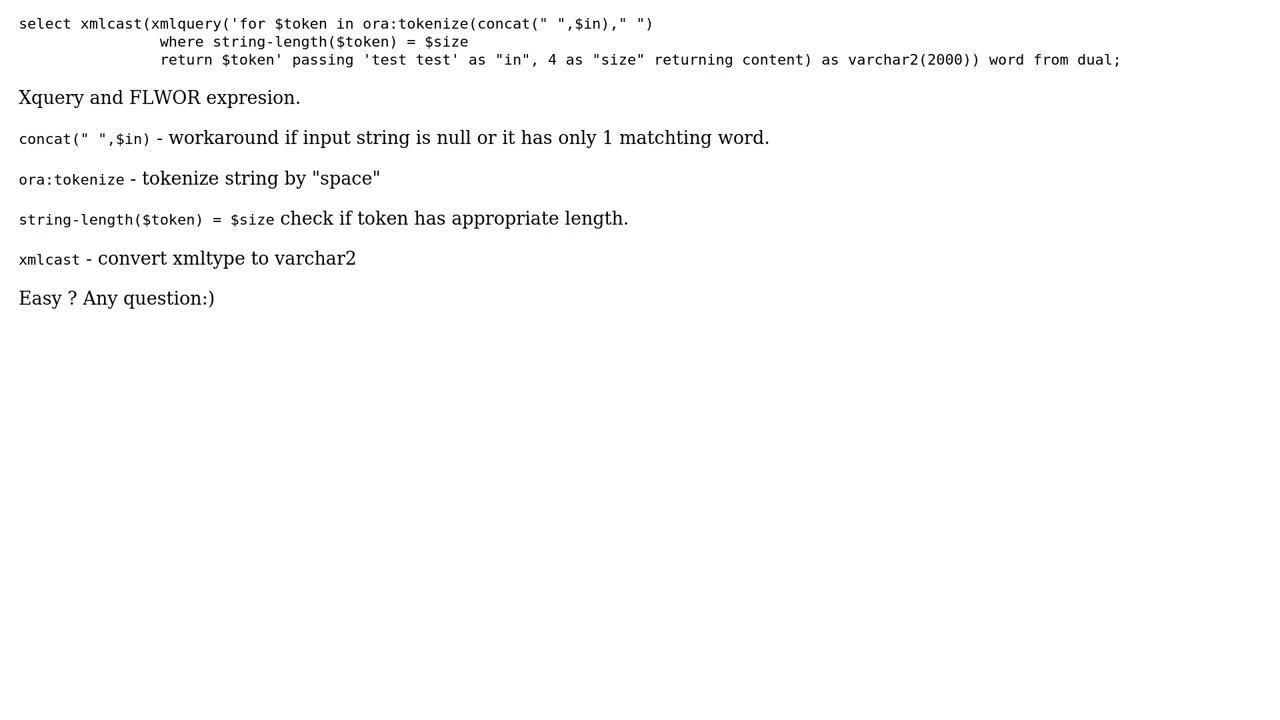 select xmlcast(xmlquery('for $token in ora:tokenize(concat(" ",$in)," ")
where string-length($token) = $size
return $token' passing 'test test' as "in", 4 as "size" returning content) as varchar2(2000)) word from dual;
Xquery and FLWOR expresion.
concat(" ",$in) - workaround if input string is null or it has only 1 matchting word.
ora:tokenize - tokenize string by "space"
string-length($token) = $size check if token has appropriate length.
xmlcast - convert xmltype to varchar2
Easy ? Any question:)